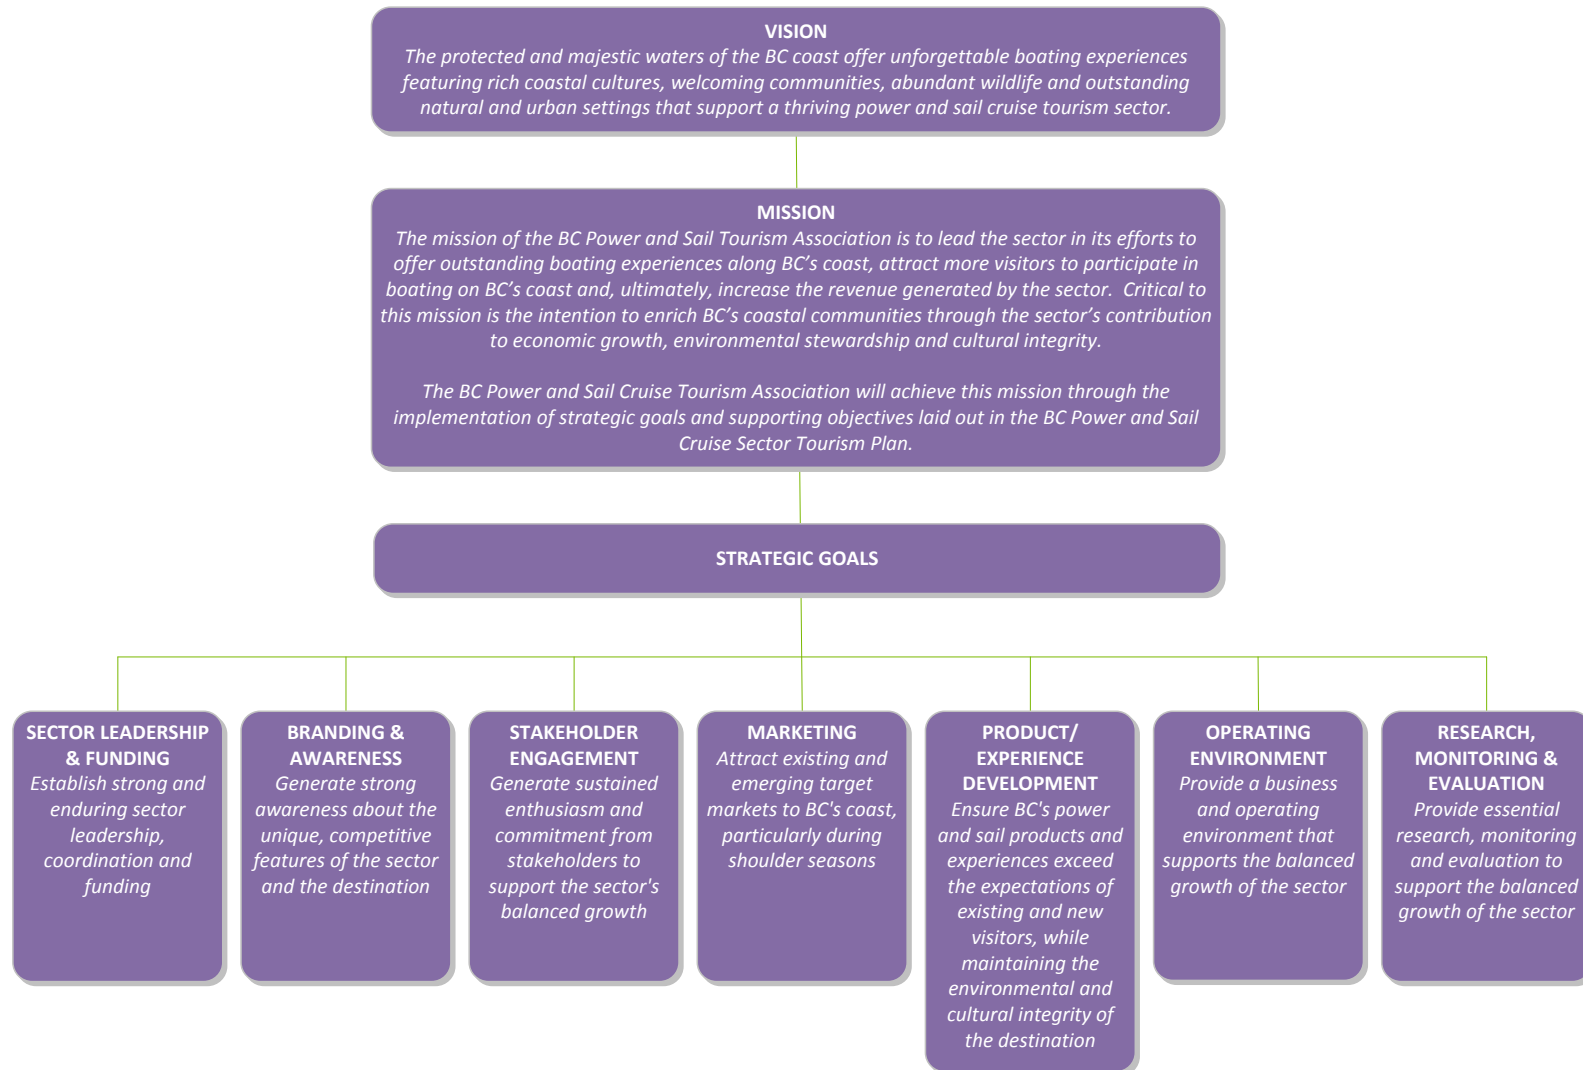 VISION
The protected and majestic waters of the BC coast offer unforgettable boating experiences
featuring rich coastal cultures, welcoming communities, abundant wildlife and outstanding
natural and urban settings that support a thriving power and sail cruise tourism sector.
MISSION
The mission of the BC Power and Sail Tourism Association is to lead the sector in its efforts to
offer outstanding boating experiences along BC’s coast, attract more visitors to participate in
boating on BC’s coast and, ultimately, increase the revenue generated by the sector.  Critical to
this mission is the intention to enrich BC’s coastal communities through the sector’s contribution
to economic growth, environmental stewardship and cultural integrity.
The BC Power and Sail Cruise Tourism Association will achieve this mission through the
implementation of strategic goals and supporting objectives laid out in the BC Power and Sail
Cruise Sector Tourism Plan.
STRATEGIC GOALS
SECTOR LEADERSHIP
& FUNDING
Establish strong and
enduring sector
leadership,
coordination and
funding
BRANDING &
AWARENESS
Generate strong
awareness about the
unique, competitive
features of the sector
and the destination
STAKEHOLDER
ENGAGEMENT
Generate sustained
enthusiasm and
commitment from
stakeholders to
support the sector's
balanced growth
MARKETING
Attract existing and
emerging target
markets to BC's coast,
particularly during
shoulder seasons
PRODUCT/
EXPERIENCE
DEVELOPMENT
Ensure BC's power
and sail products and
experiences exceed
the expectations of
existing and new
visitors, while
maintaining the
environmental and
cultural integrity of
the destination
OPERATING
ENVIRONMENT
Provide a business
and operating
environment that
supports the balanced
growth of the sector
RESEARCH,
MONITORING &
EVALUATION
Provide essential
research, monitoring
and evaluation to
support the balanced
growth of the sector